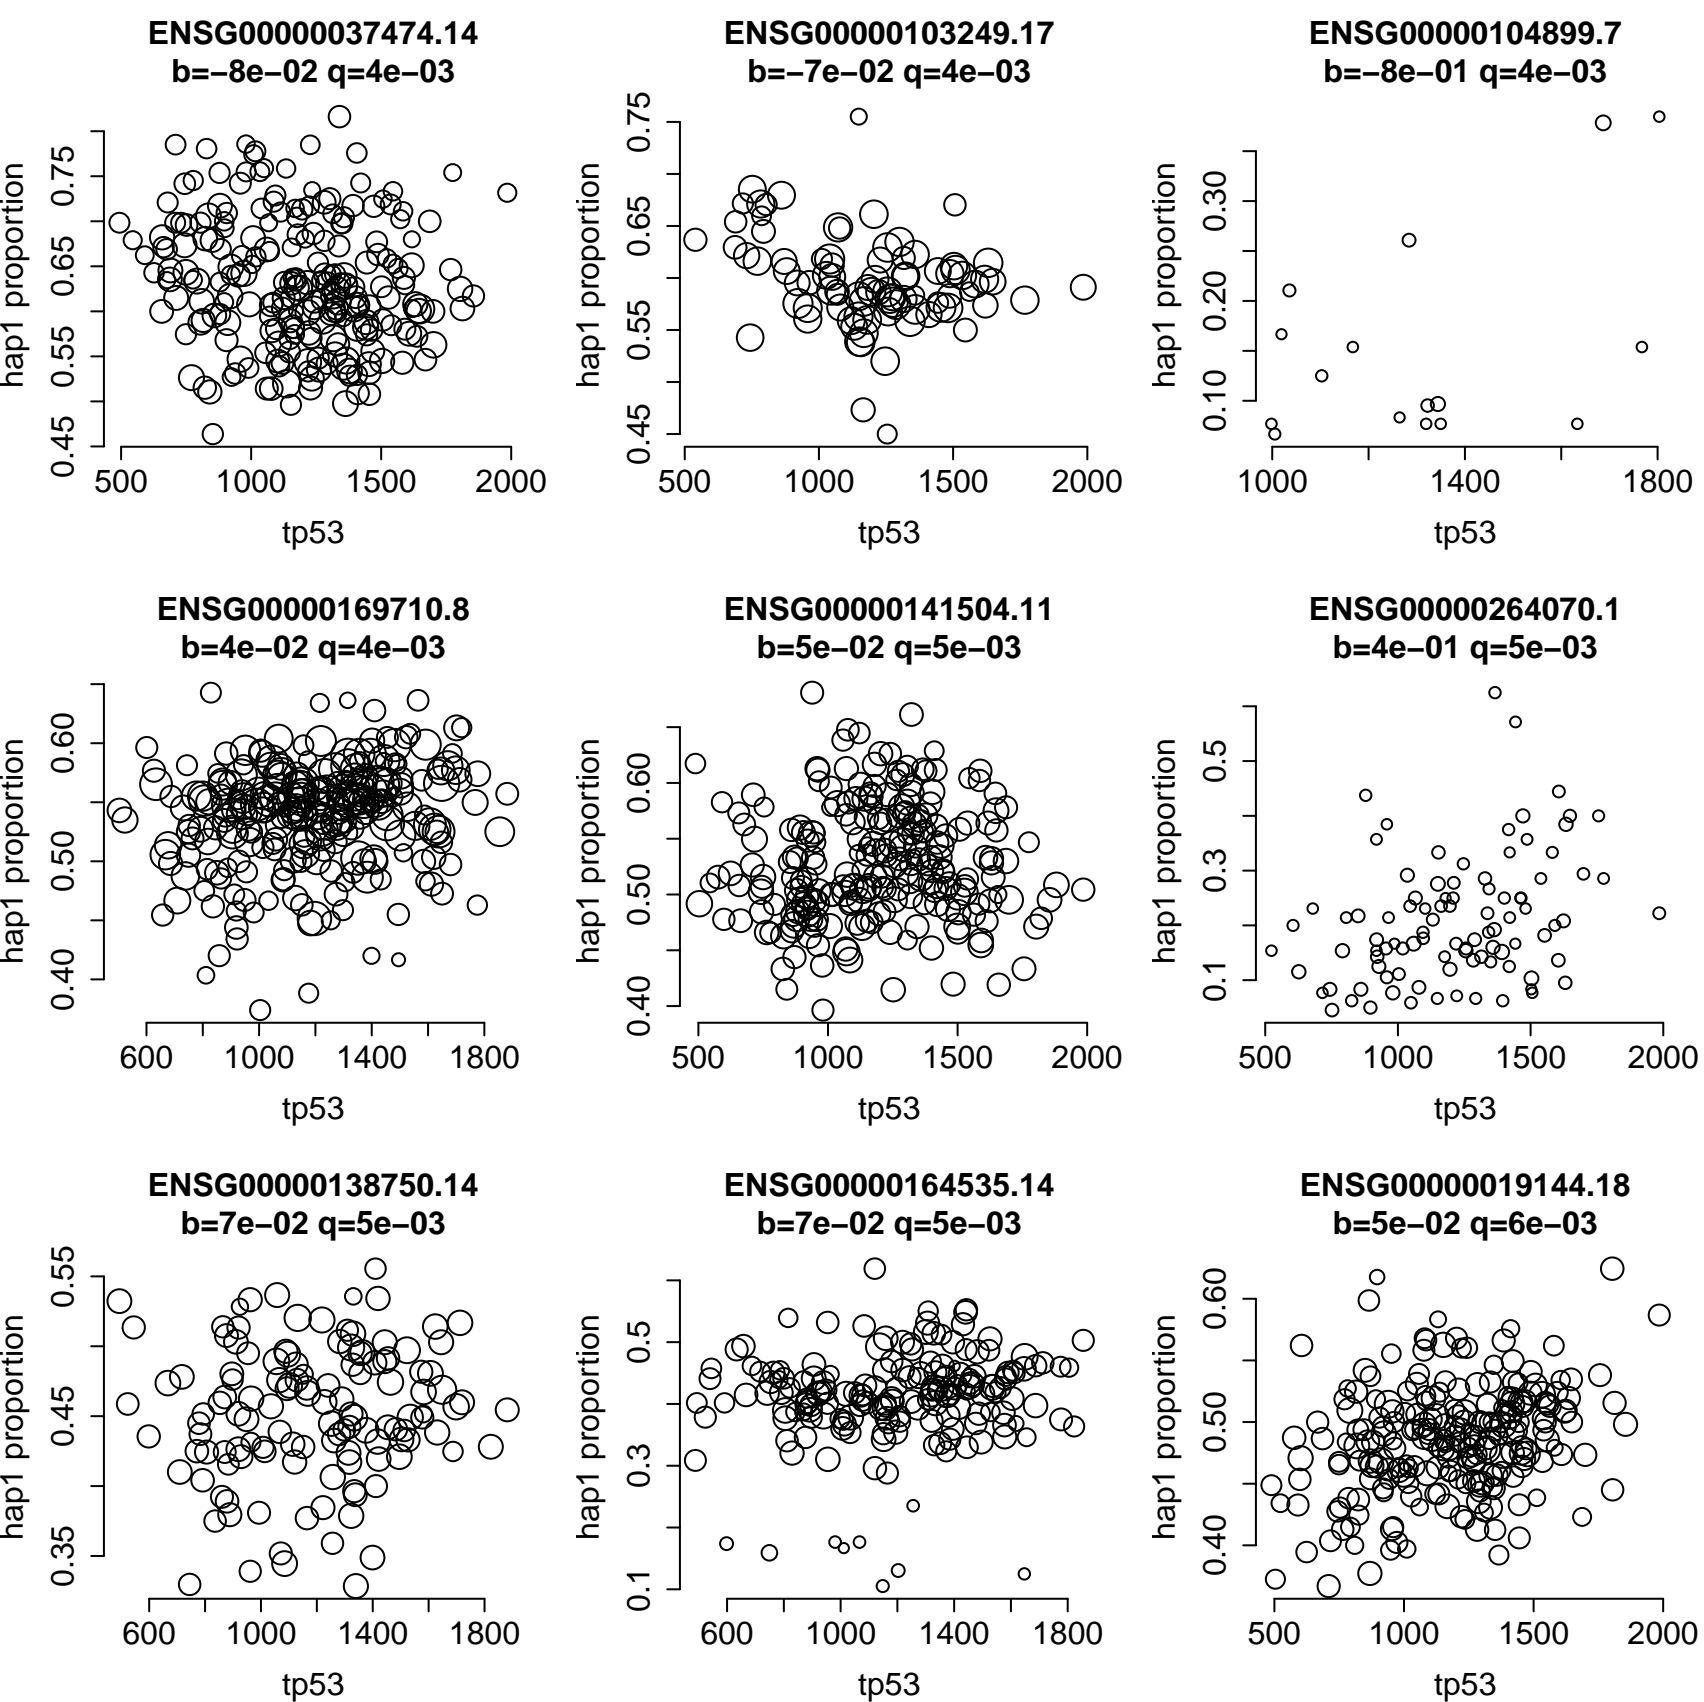 ENSG00000037474.14
b=−8e−02 q=4e−03
hap1 proportion
0.45 0.55 0.65 0.75
500 1000 1500 2000
tp53
ENSG00000103249.17
b=−7e−02 q=4e−03
hap1 proportion
0.45 0.55 0.65 0.75
500 1000 1500 2000
tp53
ENSG00000104899.7
b=−8e−01 q=4e−03
hap1 proportion
0.10 0.20 0.30
1000 1400 1800
tp53
ENSG00000169710.8
b=4e−02 q=4e−03
hap1 proportion
0.40 0.50 0.60
600 1000 1400 1800
tp53
ENSG00000141504.11
b=5e−02 q=5e−03
hap1 proportion
0.40 0.50 0.60
500 1000 1500 2000
tp53
ENSG00000264070.1
b=4e−01 q=5e−03
hap1 proportion
0.1 0.3 0.5
500 1000 1500 2000
tp53
ENSG00000138750.14
b=7e−02 q=5e−03
hap1 proportion
0.35 0.45 0.55
600 1000 1400 1800
tp53
ENSG00000164535.14
b=7e−02 q=5e−03
hap1 proportion
0.1 0.3 0.5
600 1000 1400 1800
tp53
ENSG00000019144.18
b=5e−02 q=6e−03
hap1 proportion
0.40 0.50 0.60
500 1000 1500 2000
tp53